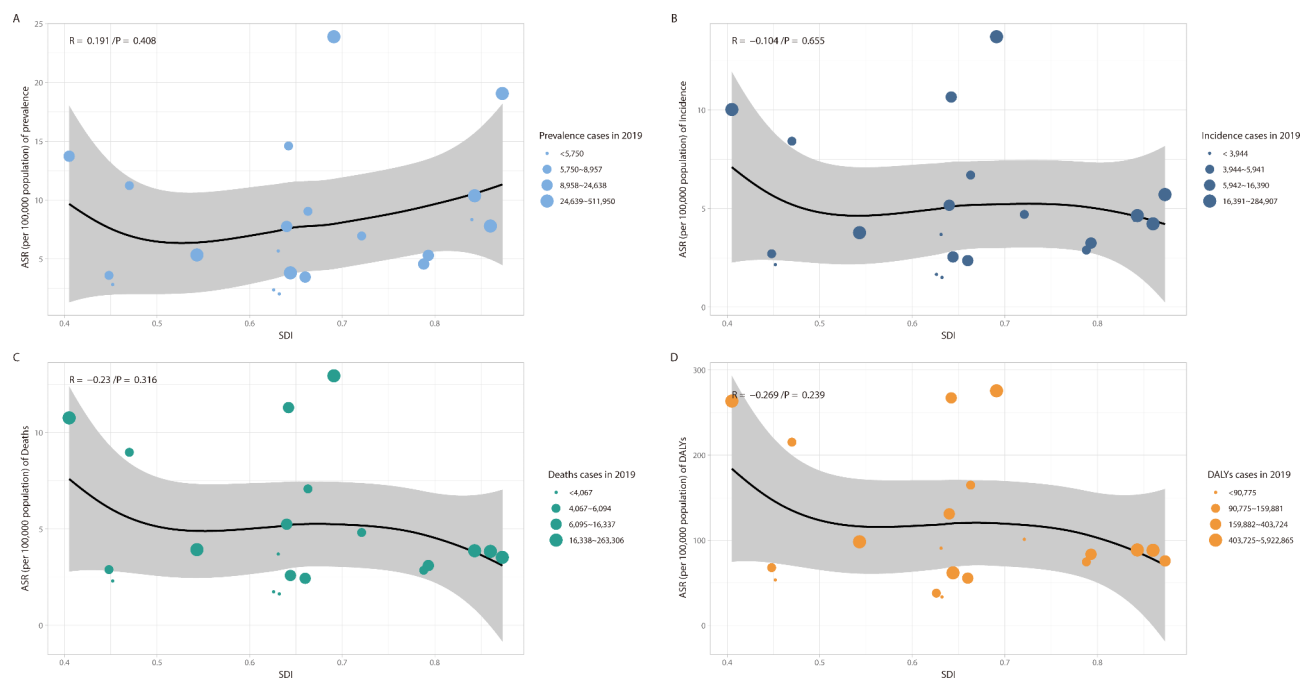 A
R = 0.191 /P = 0.408
ASR (per 100,000 population) of prevalence
25
20
15
10
5
0.4
0.5
0.6
0.7
0.8
SDI
Prevalence cases in 2019
<5,750
5,750~8,957
8,958~24,638
24,639~511,950
B
R = −0.104 /P = 0.655
ASR (per 100,000 population) of Incidence
10
5
0
0.4
0.5
0.6
0.7
0.8
SDI
Incidence cases in 2019
< 3,944
3,944~5,941
5,942~16,390
16,391~284,907
C
R = −0.23 /P = 0.316
ASR (per 100,000 population) of Deaths
10
5
0
0.4
0.5
0.6
0.7
0.8
SDI
Deaths cases in 2019
<4,067
4,067~6,094
6,095~16,337
16,338~263,306
D
R = −0.269 /P = 0.239
ASR (per 100,000 population) of DALYs
300
200
100
0
0.4
0.5
0.6
0.7
0.8
SDI
DALYs cases in 2019
<90,775
90,775~159,881
159,882~403,724
403,725~5,922,865